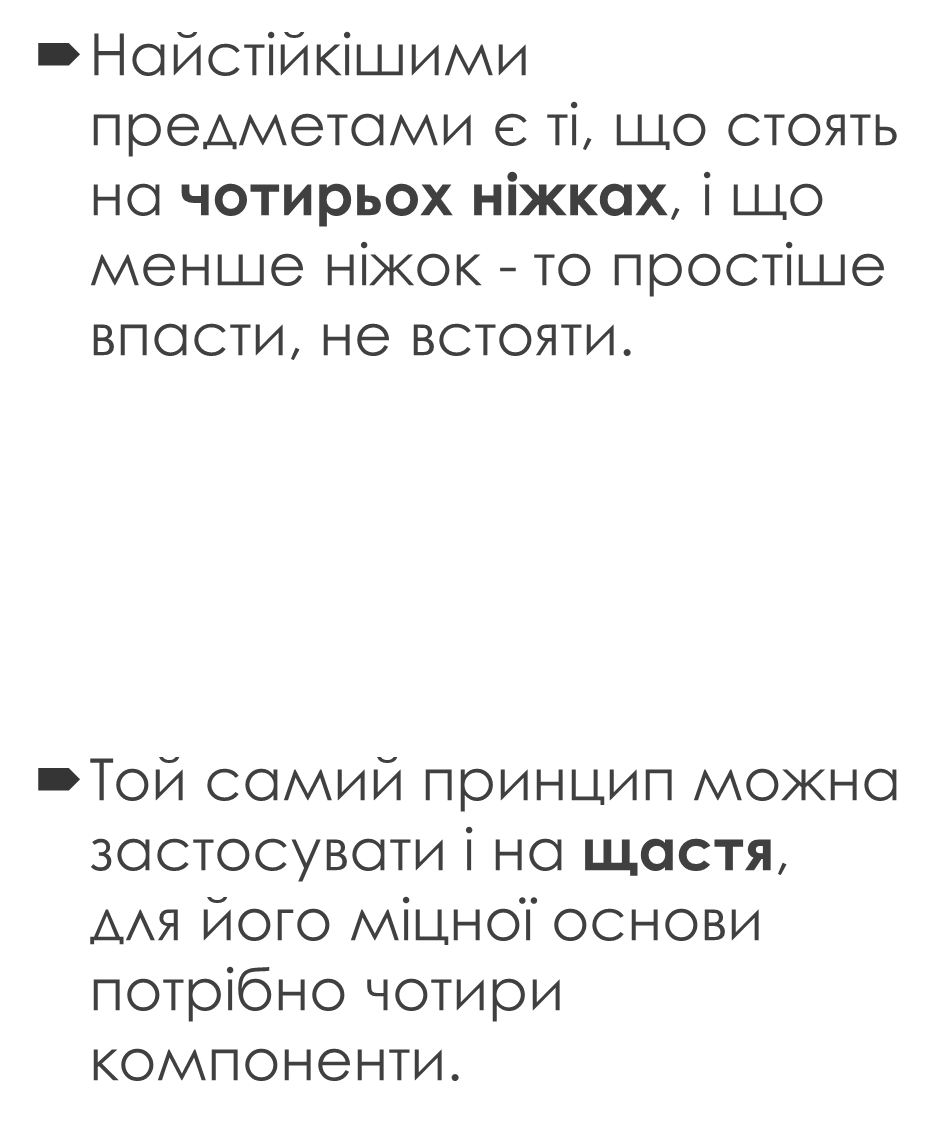 Найстійкішими
предметами є ті, що стоять
на чотирьох ніжках, і що
менше ніжок - то простіше
впасти, не встояти.
Той самий принцип можна
застосувати і на щастя,
для його міцної основи
потрібно чотири
компоненти.